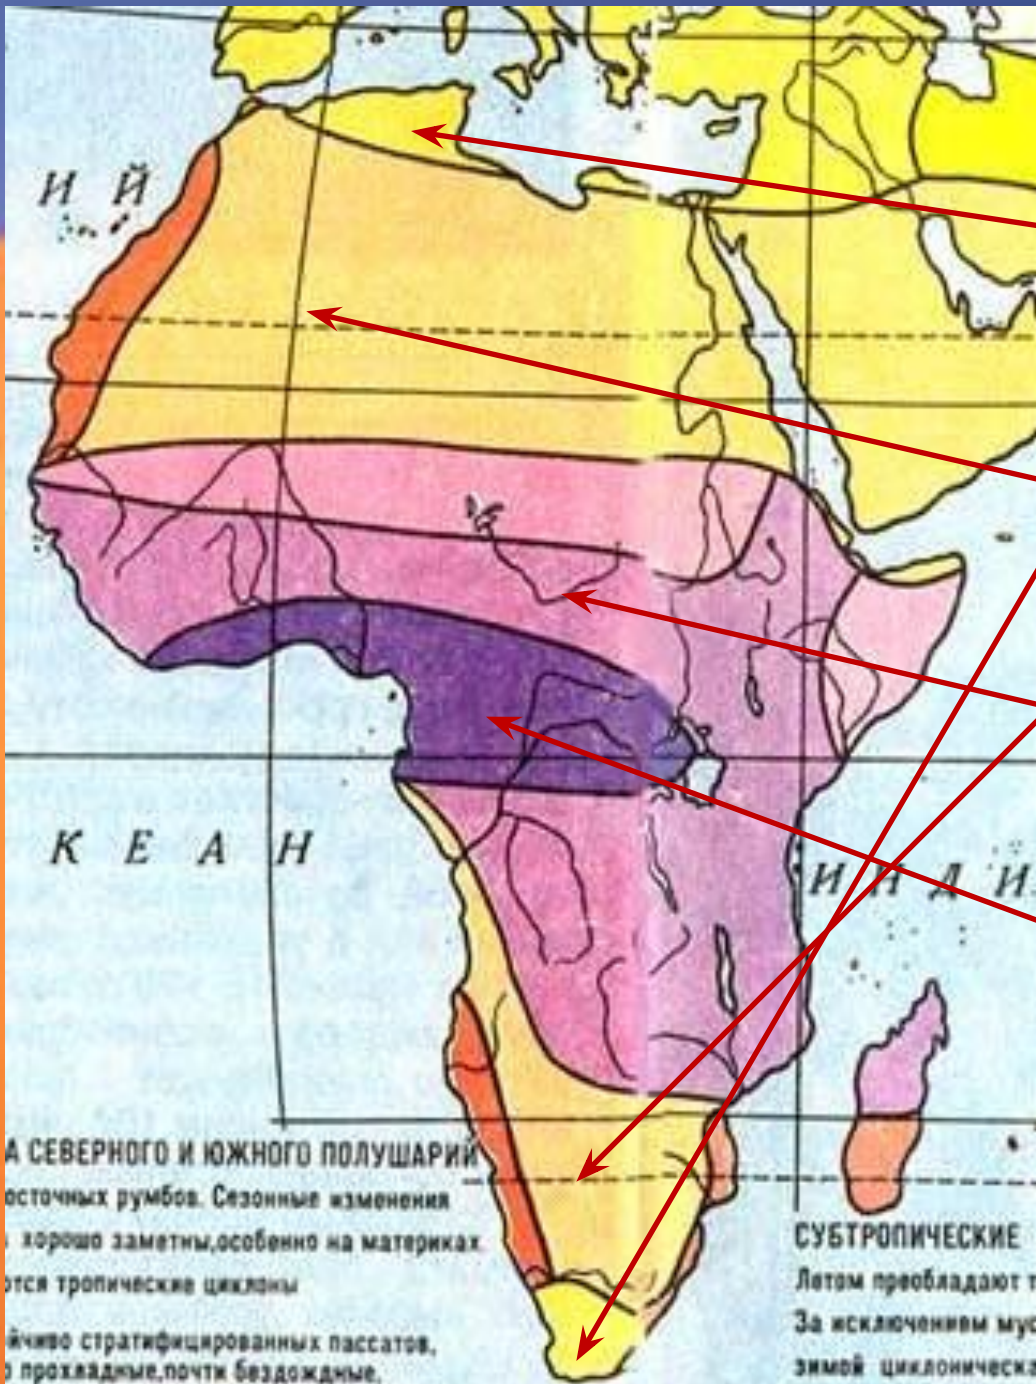 И Й
К Е А Н
И Н Д И
А СЕВЕРНОГО И ЮЖНОГО ПОЛУШАРИЙ
осточных румбов. Сезонные изменения
хорошо заметны,особенно на материках
тся тропические циклоны
йчиво стратифицированных пассатов,
прохладные,почти бездождные.
СУБТРОПИЧЕСКИЕ
Летом преобладают т
За исключением мус
зимой циклоническа